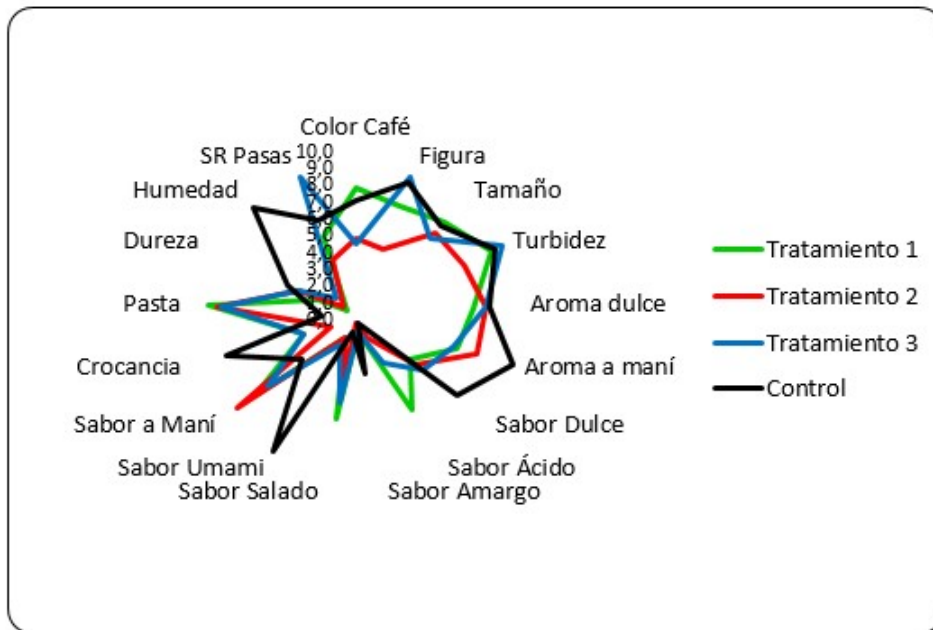 Color Café
10,0
9,0
8,0
7,0
6,0
5,0
4,0
3,0
2,0
1,0
0,0
Figura
Tamaño
Turbidez
Aroma dulce
Aroma a maní
Sabor Dulce
Sabor Ácido
Sabor Amargo
Sabor Salado
Sabor Umami
Sabor a Maní
Crocancia
Pasta
Dureza
Humedad
SR Pasas
Tratamiento 1
Tratamiento 2
Tratamiento 3
Control